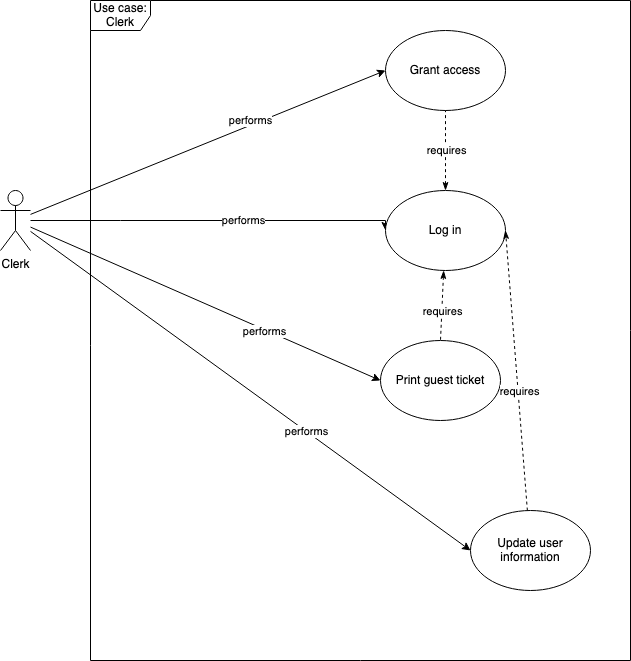 Use case:
Clerk
Grant access
performs
requires
performs
Log in
Clerk
requires
performs
Print guest ticket
requires
performs
Update user
information